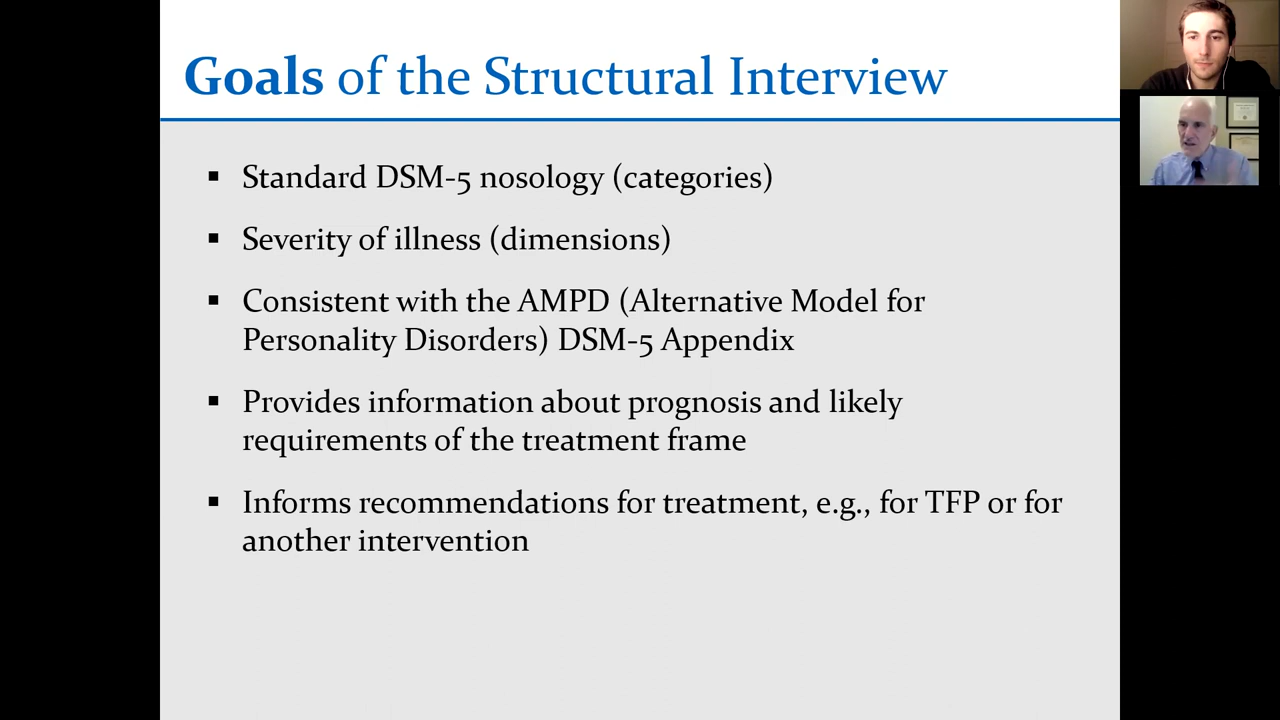 Goals of the Structural Interview
▪ Standard DSM-5 nosology (categories)
▪ Severity of illness (dimensions)
▪ Consistent with the AMPD (Alternative Model for
Personality Disorders) DSM-5 Appendix
▪ Provides information about prognosis and likely
requirements of the treatment frame
▪ Informs recommendations for treatment, e.g., for TFP or for
another intervention